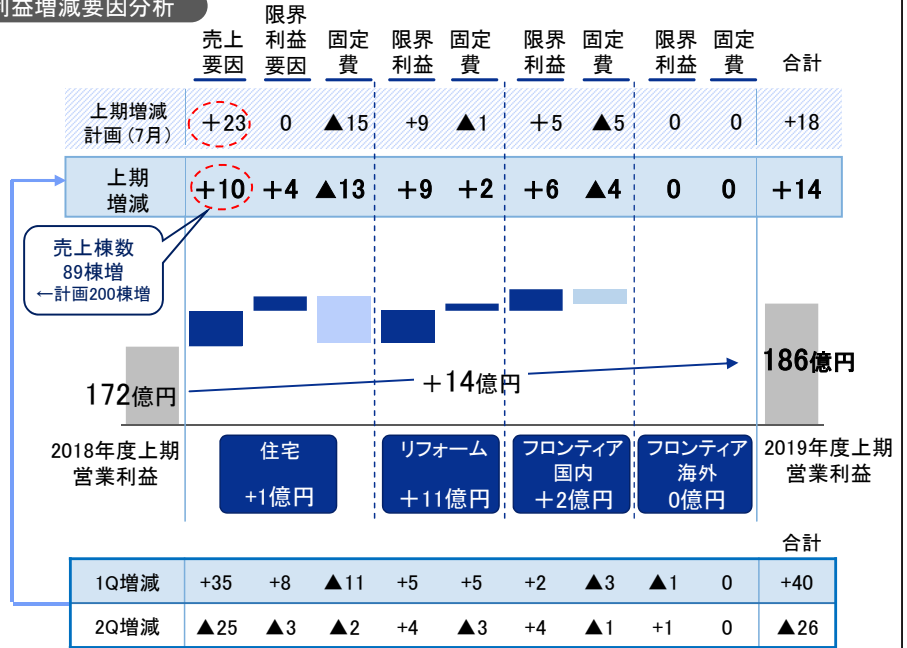 利益増減要因分析
売上
要因
限界
利益
要因
固定
費
限界
利益
固定
費
限界
利益
固定
費
限界
利益
固定
費
合計
上期増減
計画(7月)
+23 0 ▲15 +9 ▲1 +5 ▲5 0 0 +18
上期
増減
+10 +4 ▲13 +9 +2 +6 ▲4 0 0 +14
売上棟数
89棟増
←計画200棟増
172億円
+14億円
186億円
2018年度上期
営業利益
住宅
+1億円
リフォーム
+11億円
フロンティア
国内
+2億円
フロンティア
海外
0億円
2019年度上期
営業利益
合計
1Q増減 +35 +8 ▲11 +5 +5 +2 ▲3 ▲1 0 +40
2Q増減 ▲25 ▲3 ▲2 +4 ▲3 +4 ▲1 +1 0 ▲26